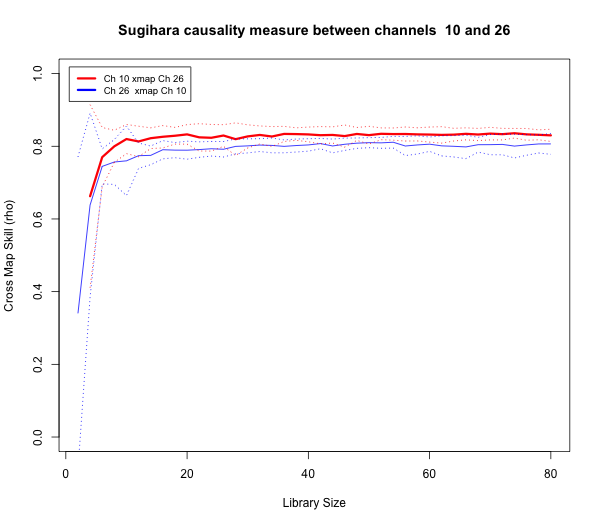 Sugihara causality measure between channels  10 and 26
Ch 10 xmap Ch 26
Ch 26  xmap Ch 10
Cross Map Skill (rho)
1.0
0.8
0.6
0.4
0.2
0.0
0 20 40 60 80
Library Size